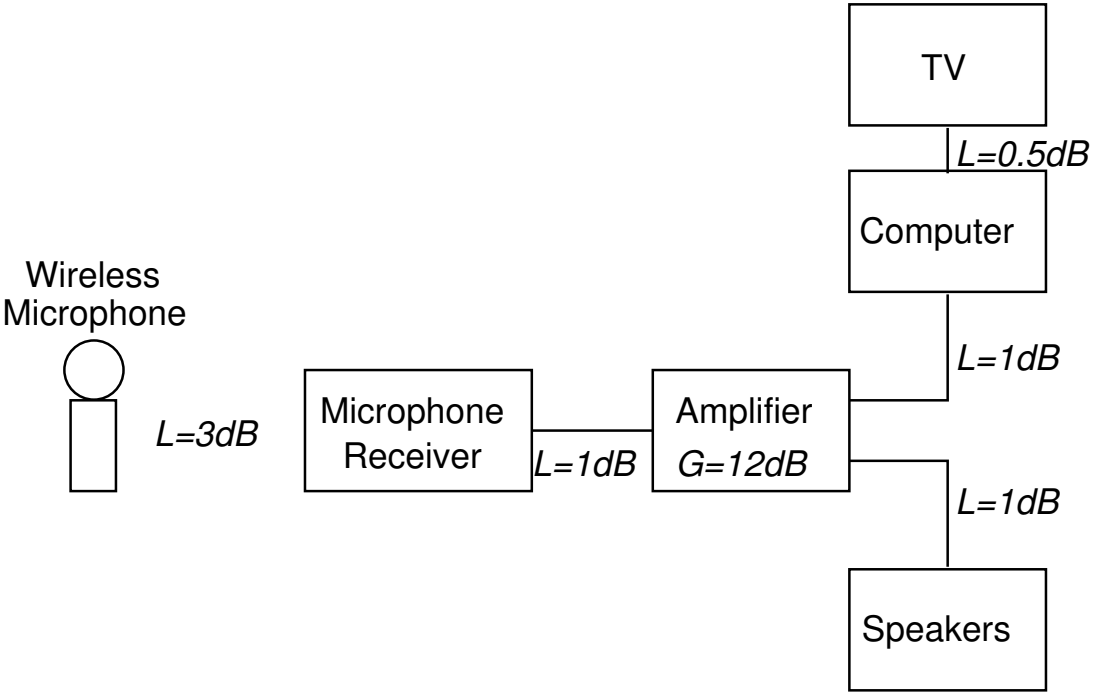 TV
L=0.5dB
Computer
Wireless
Microphone
L=1dB
Microphone
Receiver
Amplifier
L=3dB
L=1dB
G=12dB
L=1dB
Speakers